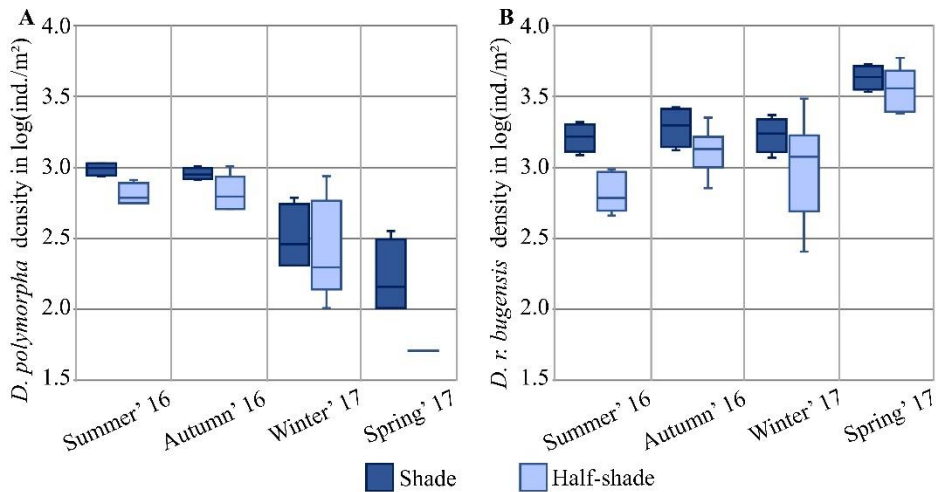 A
D. polymorpha density in log(ind./m²)
4.0
3.5
3.0
2.5
2.0
1.5
Summer’ 16
Autumn’ 16
Winter’ 17
Spring’ 17
B
D. r. bugensis density in log(ind./m²)
4.0
3.5
3.0
2.5
2.0
1.5
Summer’ 16
Autumn’ 16
Winter’ 17
Spring’ 17
Shade
Half-shade